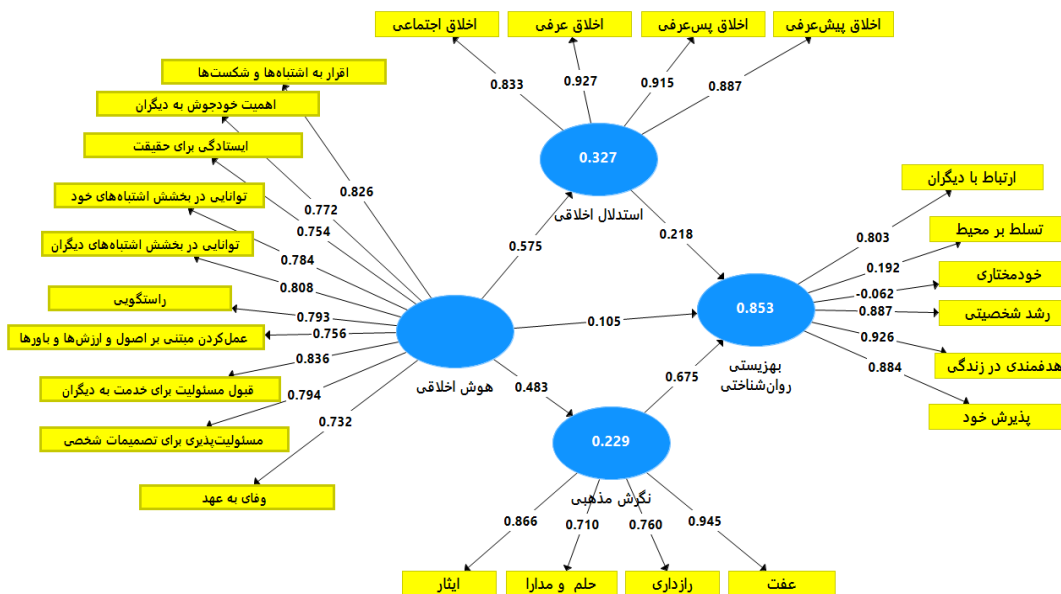 اخلاق پیش‌عرفی
اخلاق پس‌عرفی
اخلاق عرفی
اخلاق اجتماعی
0.887
0.915
0.927
0.833
0.327
استدلال اخلاقی
اقرار به اشتباه‌ها و شکست‌ها
اهمیت خودجوش به دیگران
ایستادگی برای حقیقت
توانایی در بخشش اشتباه‌های خود
توانایی در بخشش اشتباه‌های دیگران
راستگویی
عمل‌کردن مبتنی بر اصول و ارزش‌ها و باورها
قبول مسئولیت برای خدمت به دیگران
مسئولیت‌پذیری برای تصمیمات شخصی
وفای به عهد
0.826
0.772
0.754
0.784
0.808
0.793
0.756
0.836
0.794
0.732
هوش اخلاقی
0.575
0.105
0.483
0.218
0.675
0.853
بهزیستی
روان‌شناختی
ارتباط با دیگران
تسلط بر محیط
خودمختاری
رشد شخصیتی
هدفمندی در زندگی
پذیرش خود
0.803
0.192
-0.062
0.887
0.926
0.884
0.229
نگرش مذهبی
0.945
0.760
0.710
0.866
عفت
رازداری
حلم و مدارا
ایثار